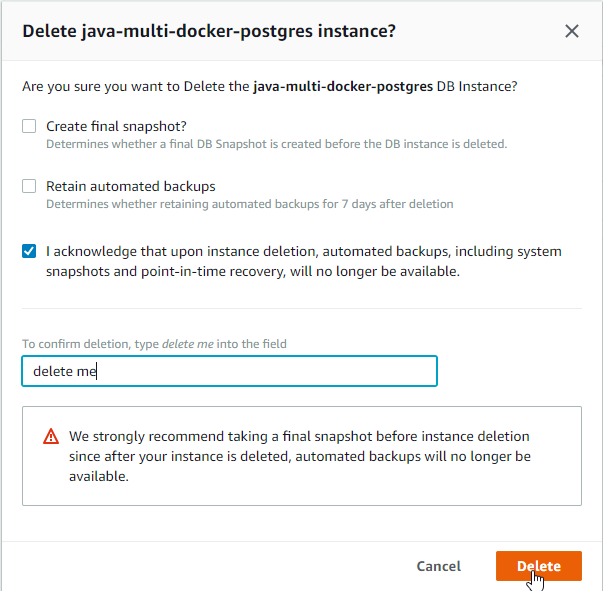 Delete java-multi-docker-postgres instance?
Are you sure you want to Delete the java-multi-docker-postgres DB Instance?
Create final snapshot?
Determines whether a final DB Snapshot is created before the DB instance is deleted.
Retain automated backups
Determines whether retaining automated backups for 7 days after deletion
I acknowledge that upon instance deletion, automated backups, including system
snapshots and point-in-time recovery, will no longer be available.
To confirm deletion, type delete me into the field
delete me
We strongly recommend taking a final snapshot before instance deletion
since after your instance is deleted, automated backups will no longer be
available.
Cancel
Delete